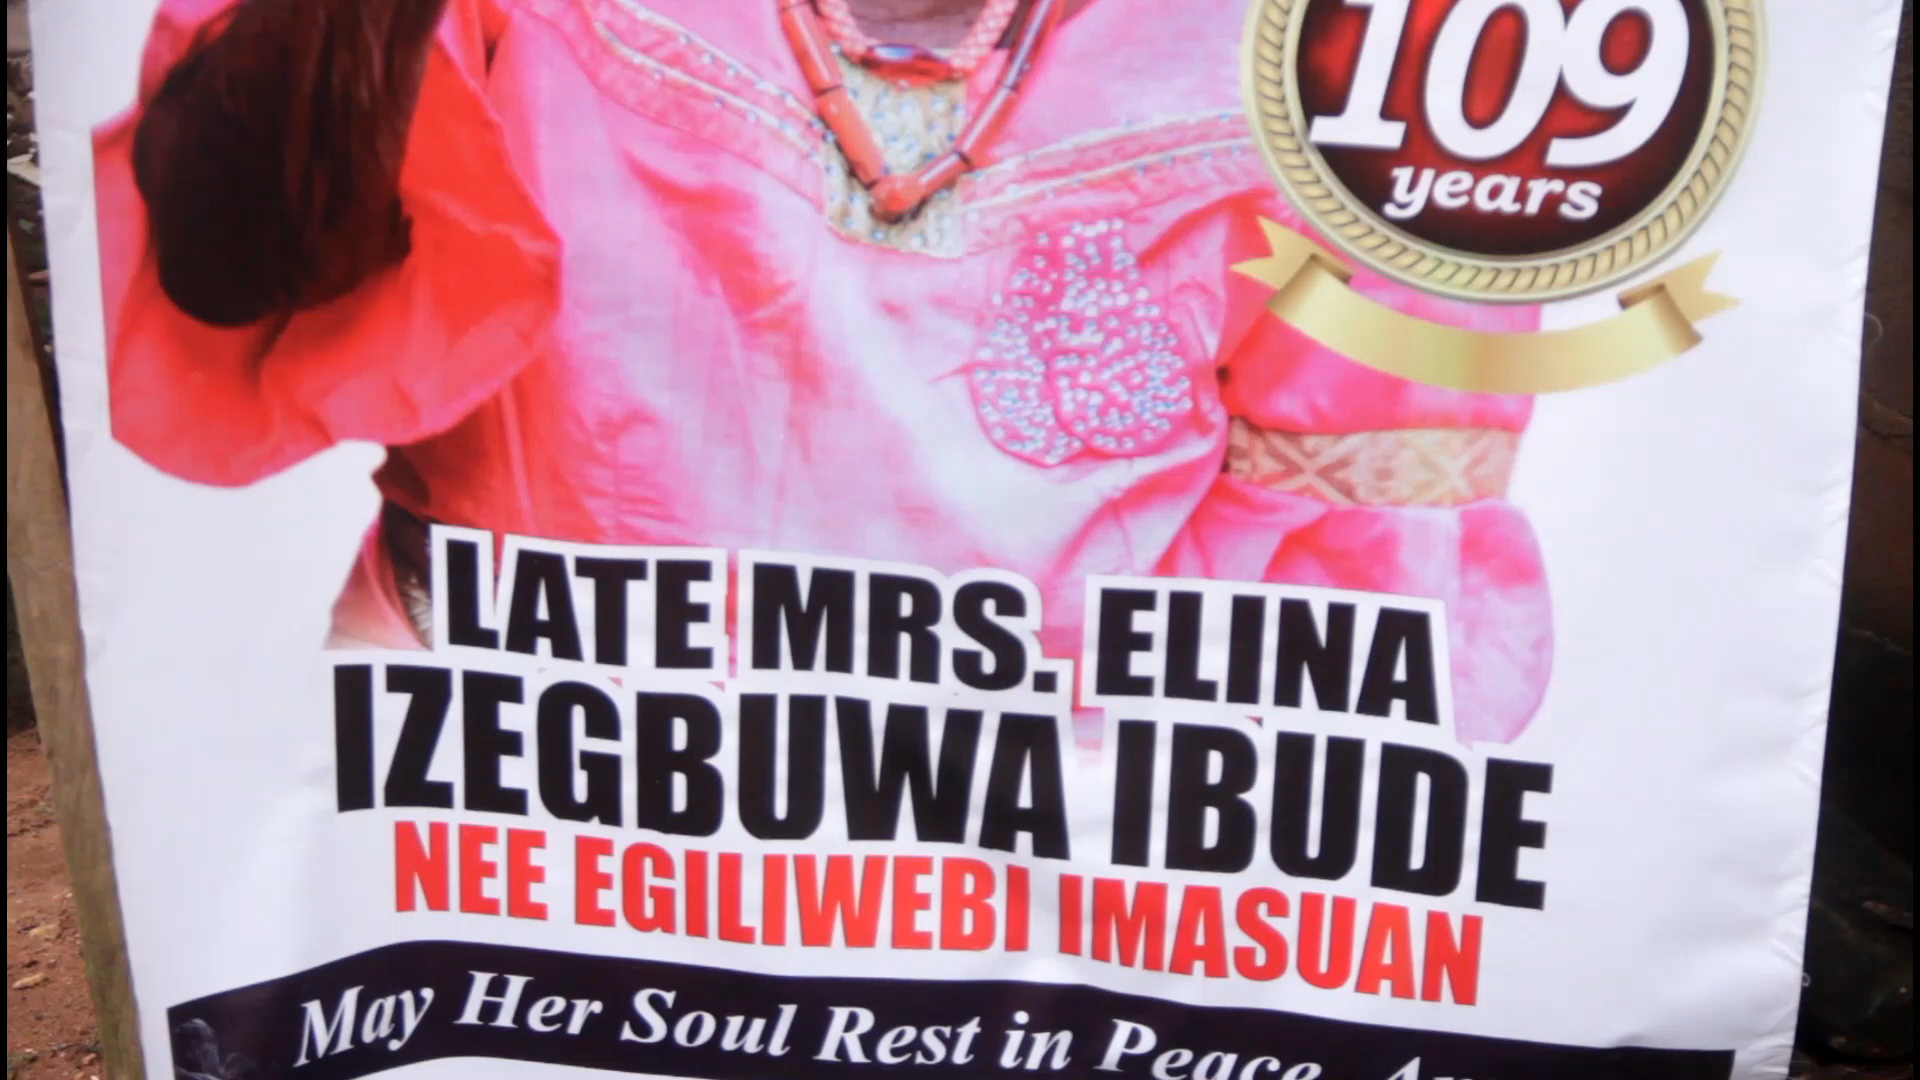 109
years
LATE MRS. ELINA
IZEGBUWA IBUDE
NEE EGILIWEBI IMASUAN
May Her Soul Rest in Peace,